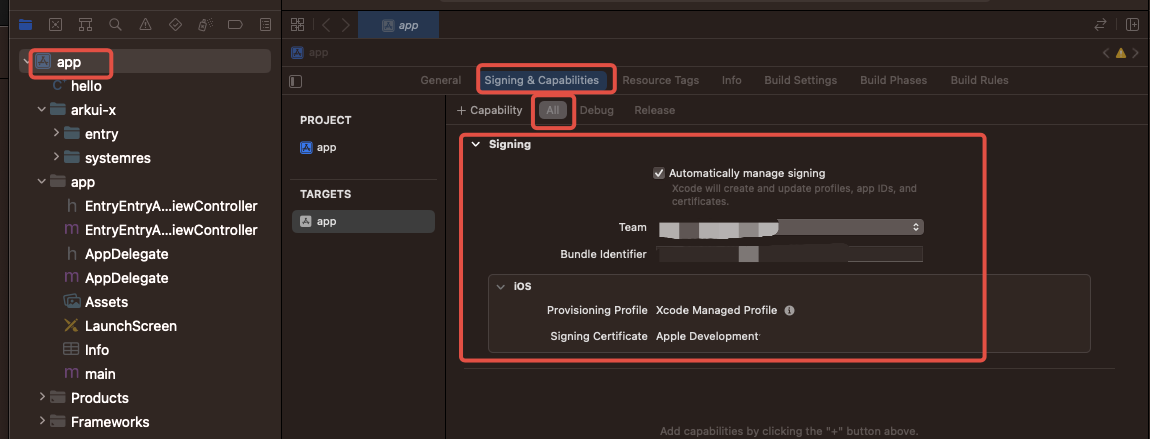 app
hello
arkui-x
entry
systemres
app
EntryEntryA...iewController
EntryEntryA...iewController
AppDelegate
AppDelegate
Assets
LaunchScreen
Info
main
Products
Frameworks
app
app
General
Signing & Capabilities
Resource Tags
Info
Build Settings
Build Phases
Build Rules
+ Capability
All
Debug
Release
PROJECT
app
TARGETS
app
Signing
Automatically manage signing
Xcode will create and update profiles, app IDs, and
certificates.
Team
Bundle Identifier
iOS
Provisioning Profile Xcode Managed Profile
Signing Certificate Apple Development
Add capabilities by clicking the "+" button above.